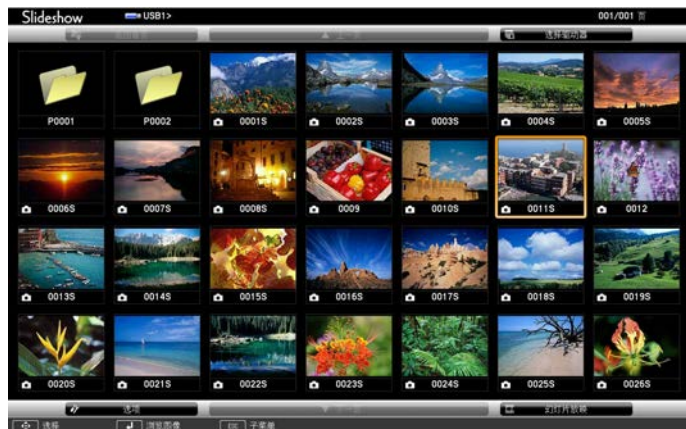 Slideshow USB1> 001/001 页
选择驱动器
P0001 P0002 0001S 0002S 0003S 0004S 0005S
0006S 0007S 0008S 0009 0010S 0011S 0012
0013S 0014S 0015S 0016S 0017S 0018S 0019S
0020S 0021S 0022S 0023S 0024S 0025S 0026S
选项 幻灯片放映
选择 浏览图像 ESC 子菜单